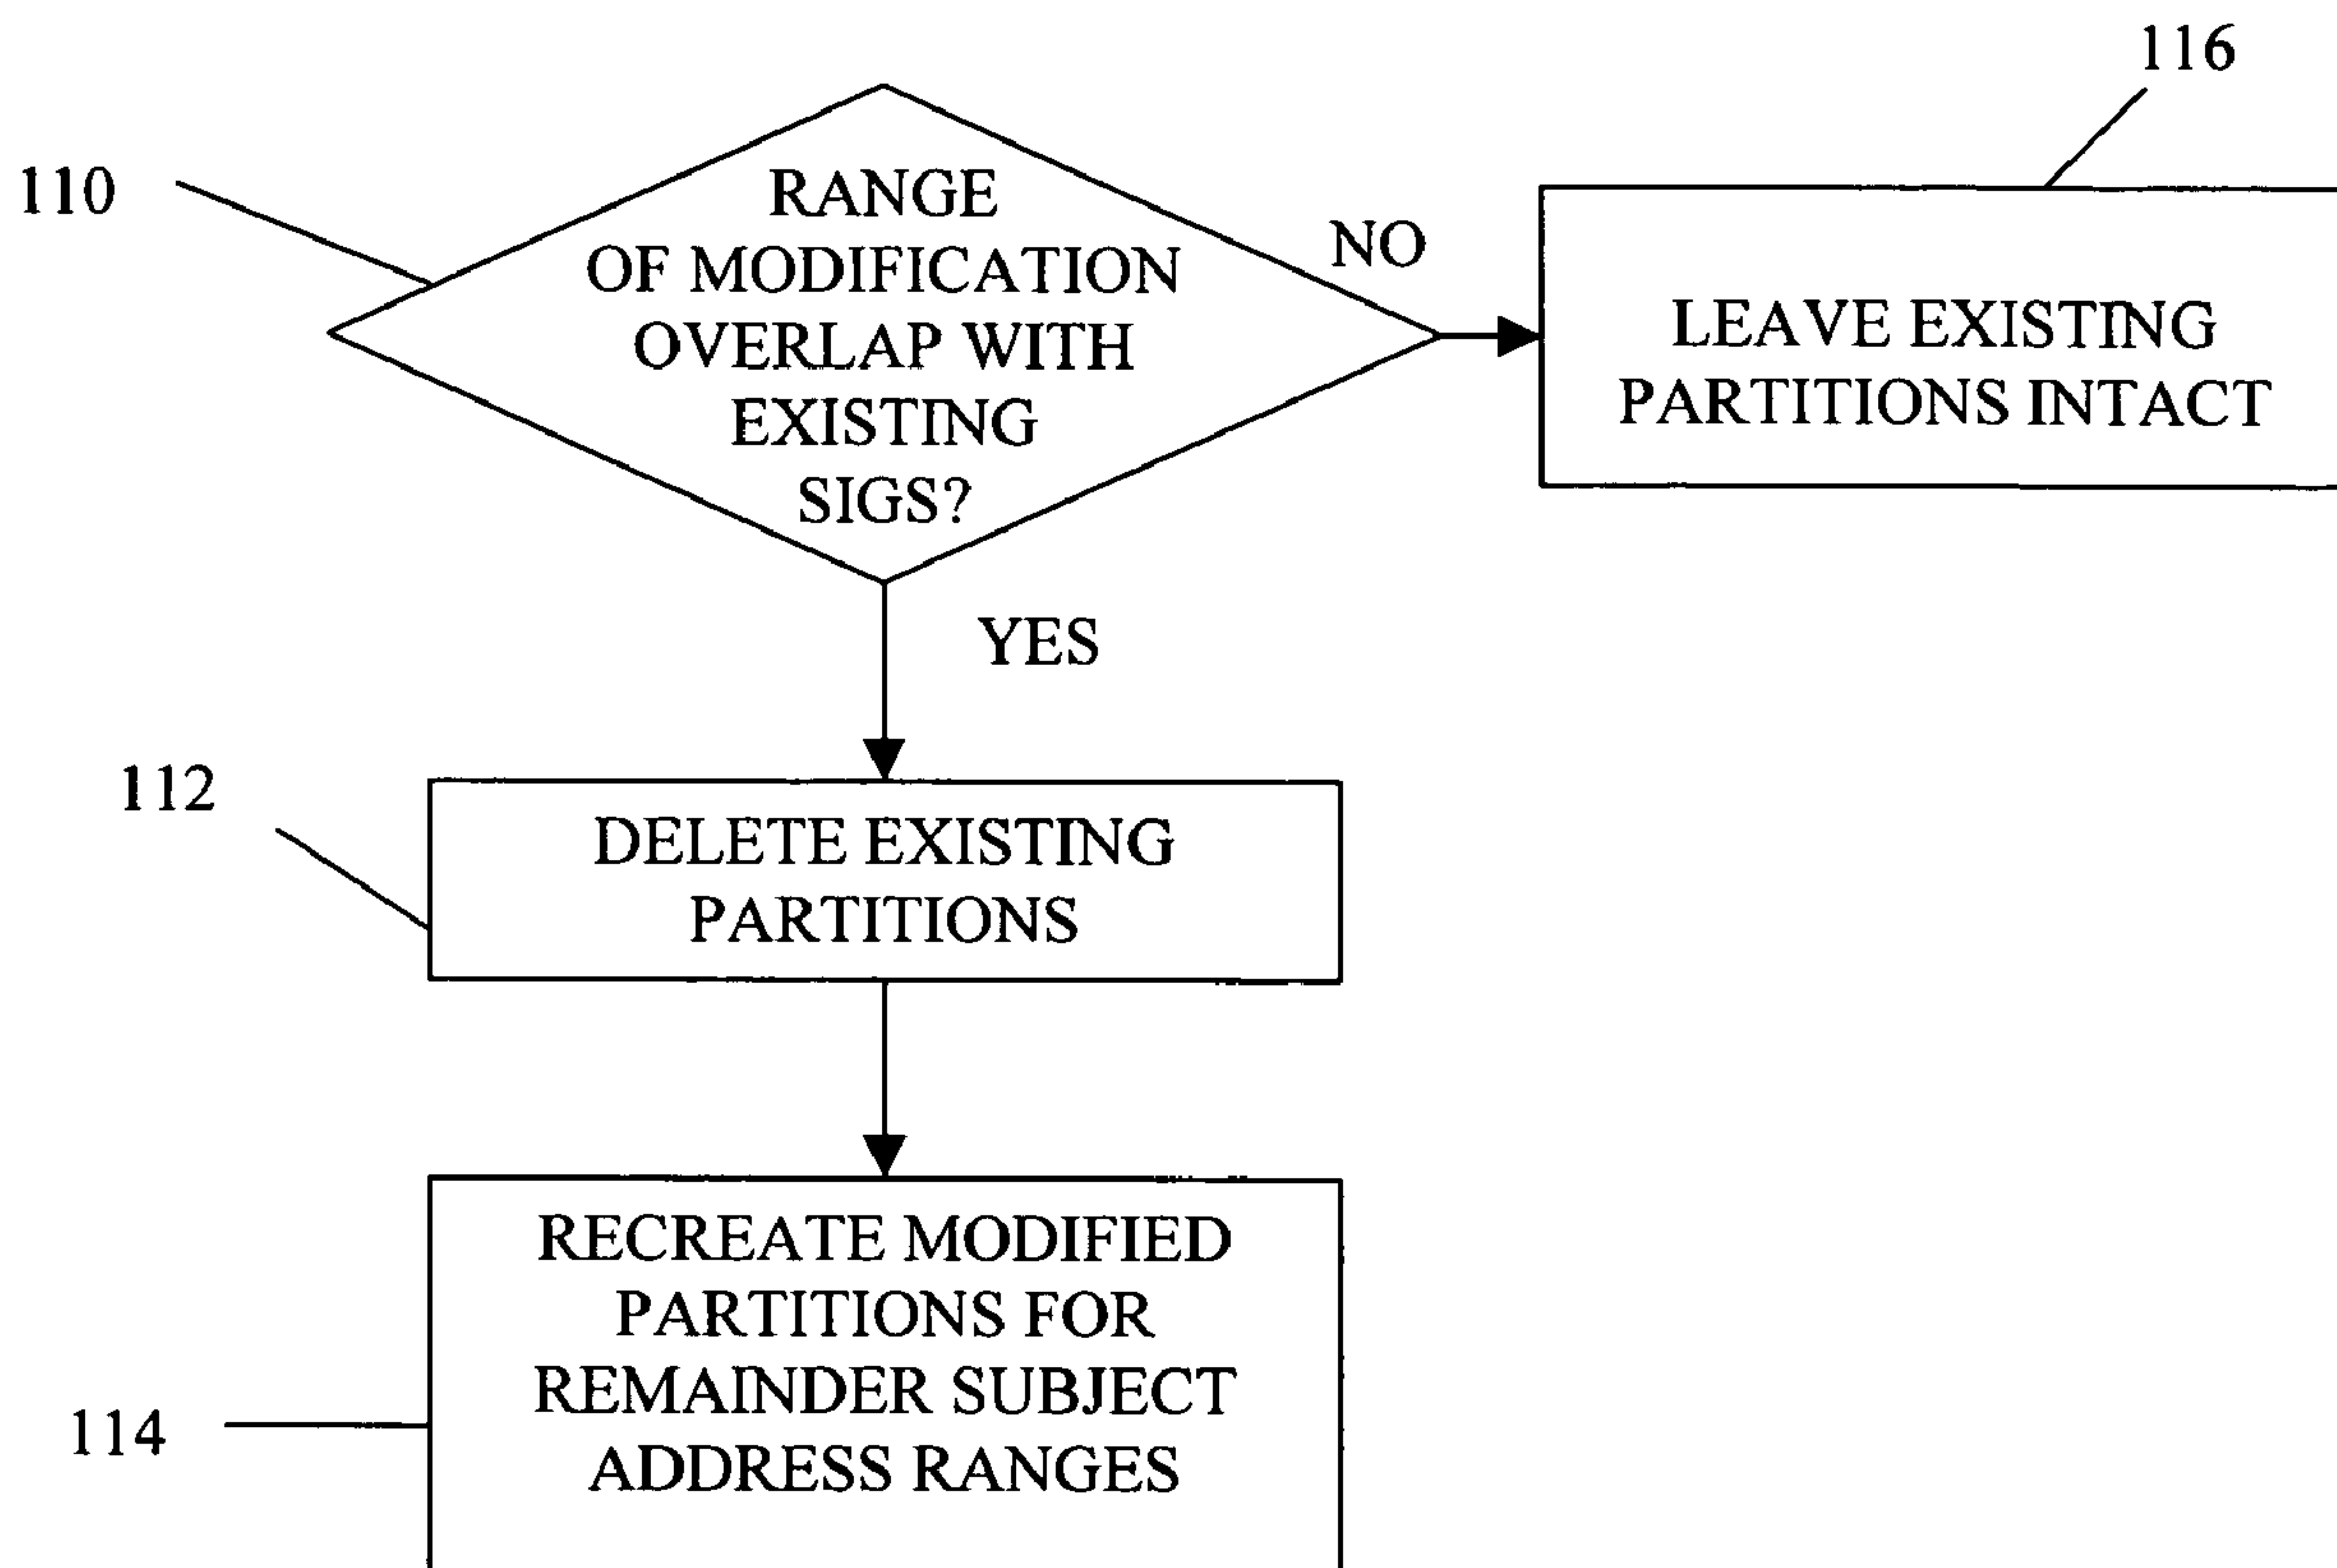 116
110
RANGE
OF MODIFICATION
OVERLAP WITH
EXISTING
SIGS?
NO
LEAVE EXISTING
PARTITIONS INTACT
YES
112
DELETE EXISTING
PARTITIONS
114
RECREATE MODIFIED
PARTITIONS FOR
REMAINDER SUBJECT
ADDRESS RANGES